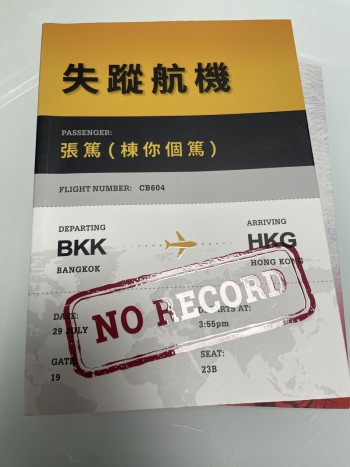 失蹤航機
PASSENGER:
張篤(棟你個篤)
FLIGHT NUMBER: CB604
DEPARTING
BKK
BANGKOK
ARRIVING
HKG
HONG KONG
NO RECORD
DATE:
29 JULY
DEPARTS AT:
3:55pm
GATE
19
SEAT:
23B